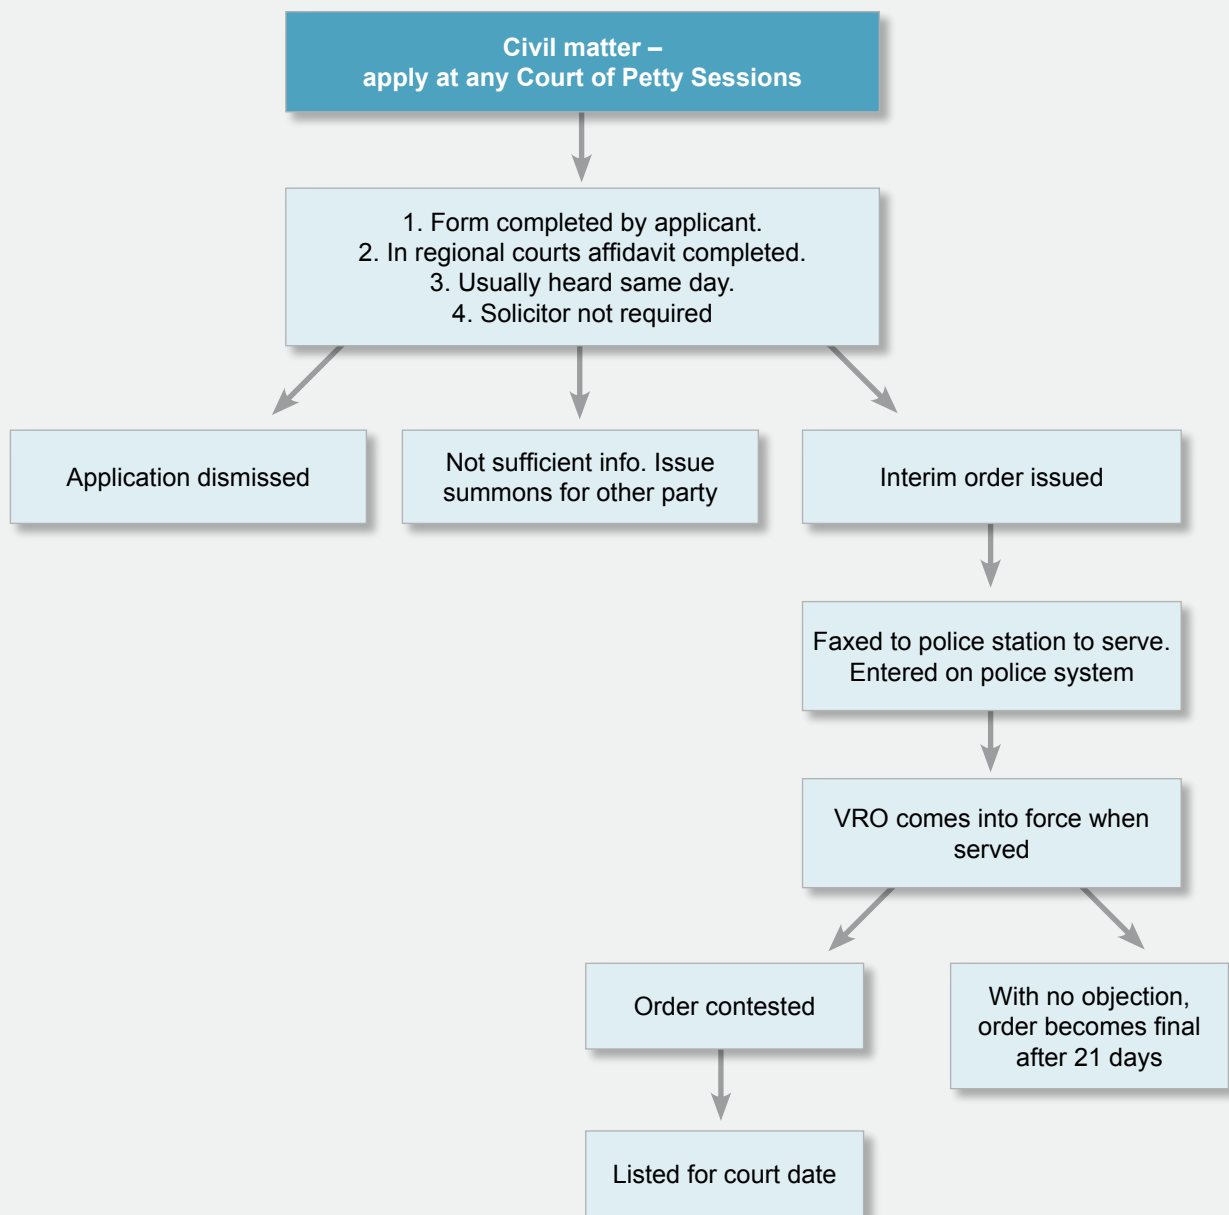 Civil matter –
apply at any Court of Petty Sessions
1. Form completed by applicant.
2. In regional courts affidavit completed.
3. Usually heard same day.
4. Solicitor not required
Application dismissed
Not sufficient info. Issue
summons for other party
Interim order issued
Faxed to police station to serve.
Entered on police system
VRO comes into force when
served
Order contested
With no objection,
order becomes final
after 21 days
Listed for court date